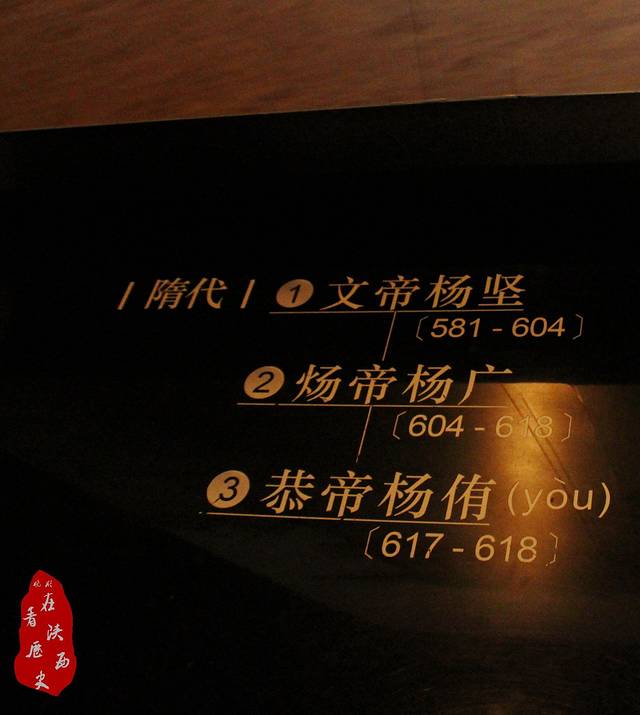 | 隋代 | ① 文帝杨坚
〔581 - 604〕
② 炀帝杨广
〔604 - 618〕
③ 恭帝杨侑 (yòu)
〔617 - 618〕
在陕西
看历史